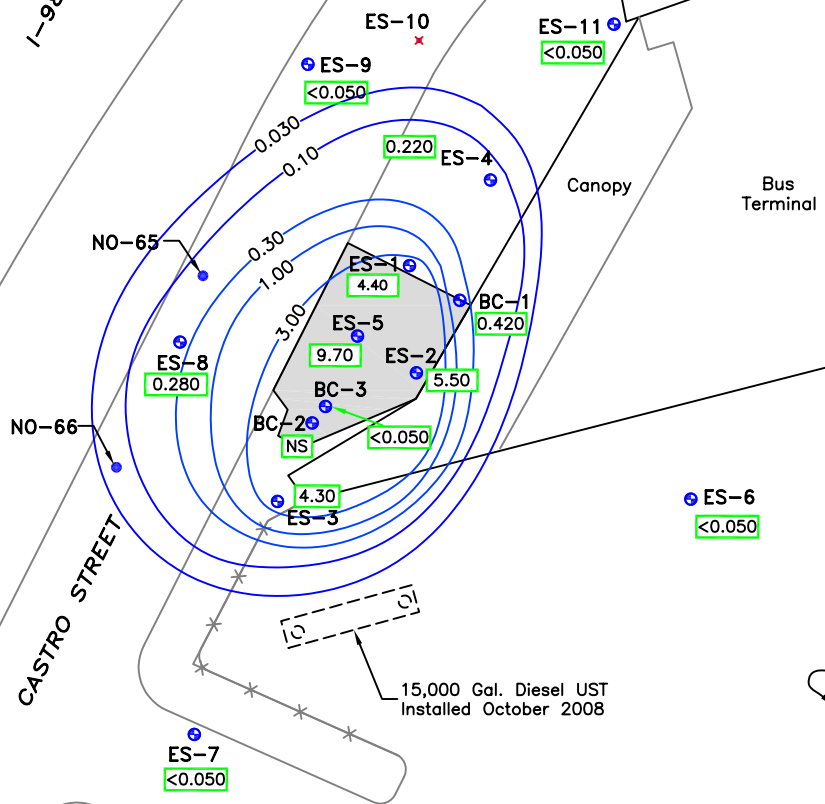 I-98
ES-10
ES-11
<0.050
ES-9
<0.050
0.030
0.220
0.10
ES-4
Canopy
Bus
Terminal
NO-65
0.30
ES-1
1.00
4.40
BC-1
3.00
0.420
ES-5
9.70
ES-8
ES-2
0.280
5.50
BC-3
BC-2
NO-66
<0.050
NS
4.30
ES-3
ES-6
<0.050
CASTRO STREET
15,000 Gal. Diesel UST
Installed October 2008
ES-7
<0.050